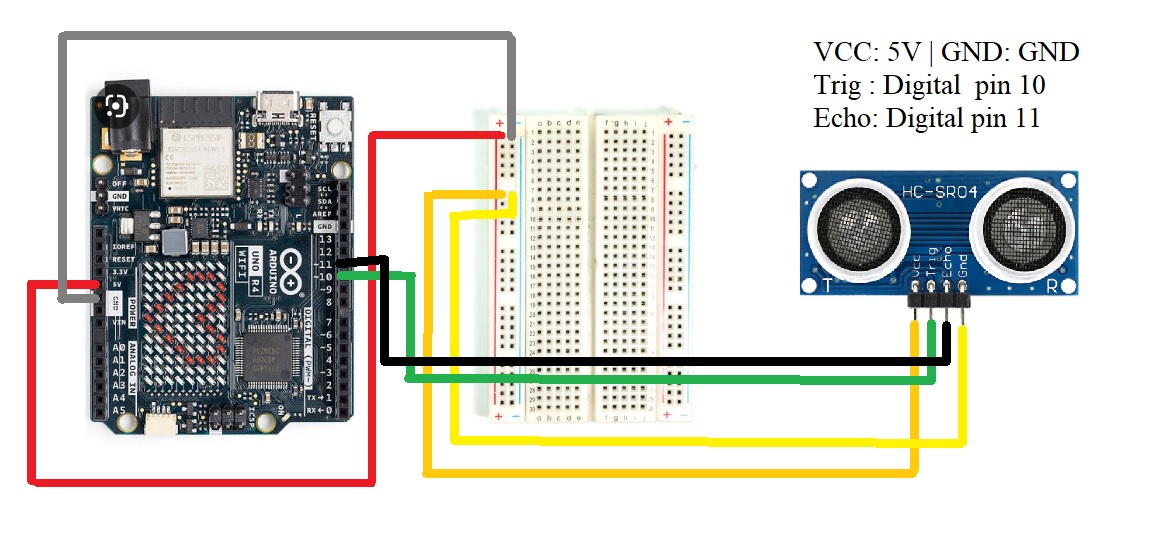 VCC: 5V | GND: GND
Trig : Digital pin 10
Echo: Digital pin 11
HC-SR04
Vcc
Trig
Echo
Gnd
T
R
RESET
OFF
GND
VRTC
IOREF
RESET
3.3V
5V
GND
VIN
POWER
A0
A1
A2
A3
A4
A5
ANALOG IN
SCL
SDA
AREF
GND
13
12
~11
~10
~9
8
7
~6
~5
4
~3
2
TX→1
RX←0
DIGITAL (PWM~)
ARDUINO
UNO R4
WIFI
+ −
a b c d e
f g h i j
+ −
a b c d e
f g h i j
+ −